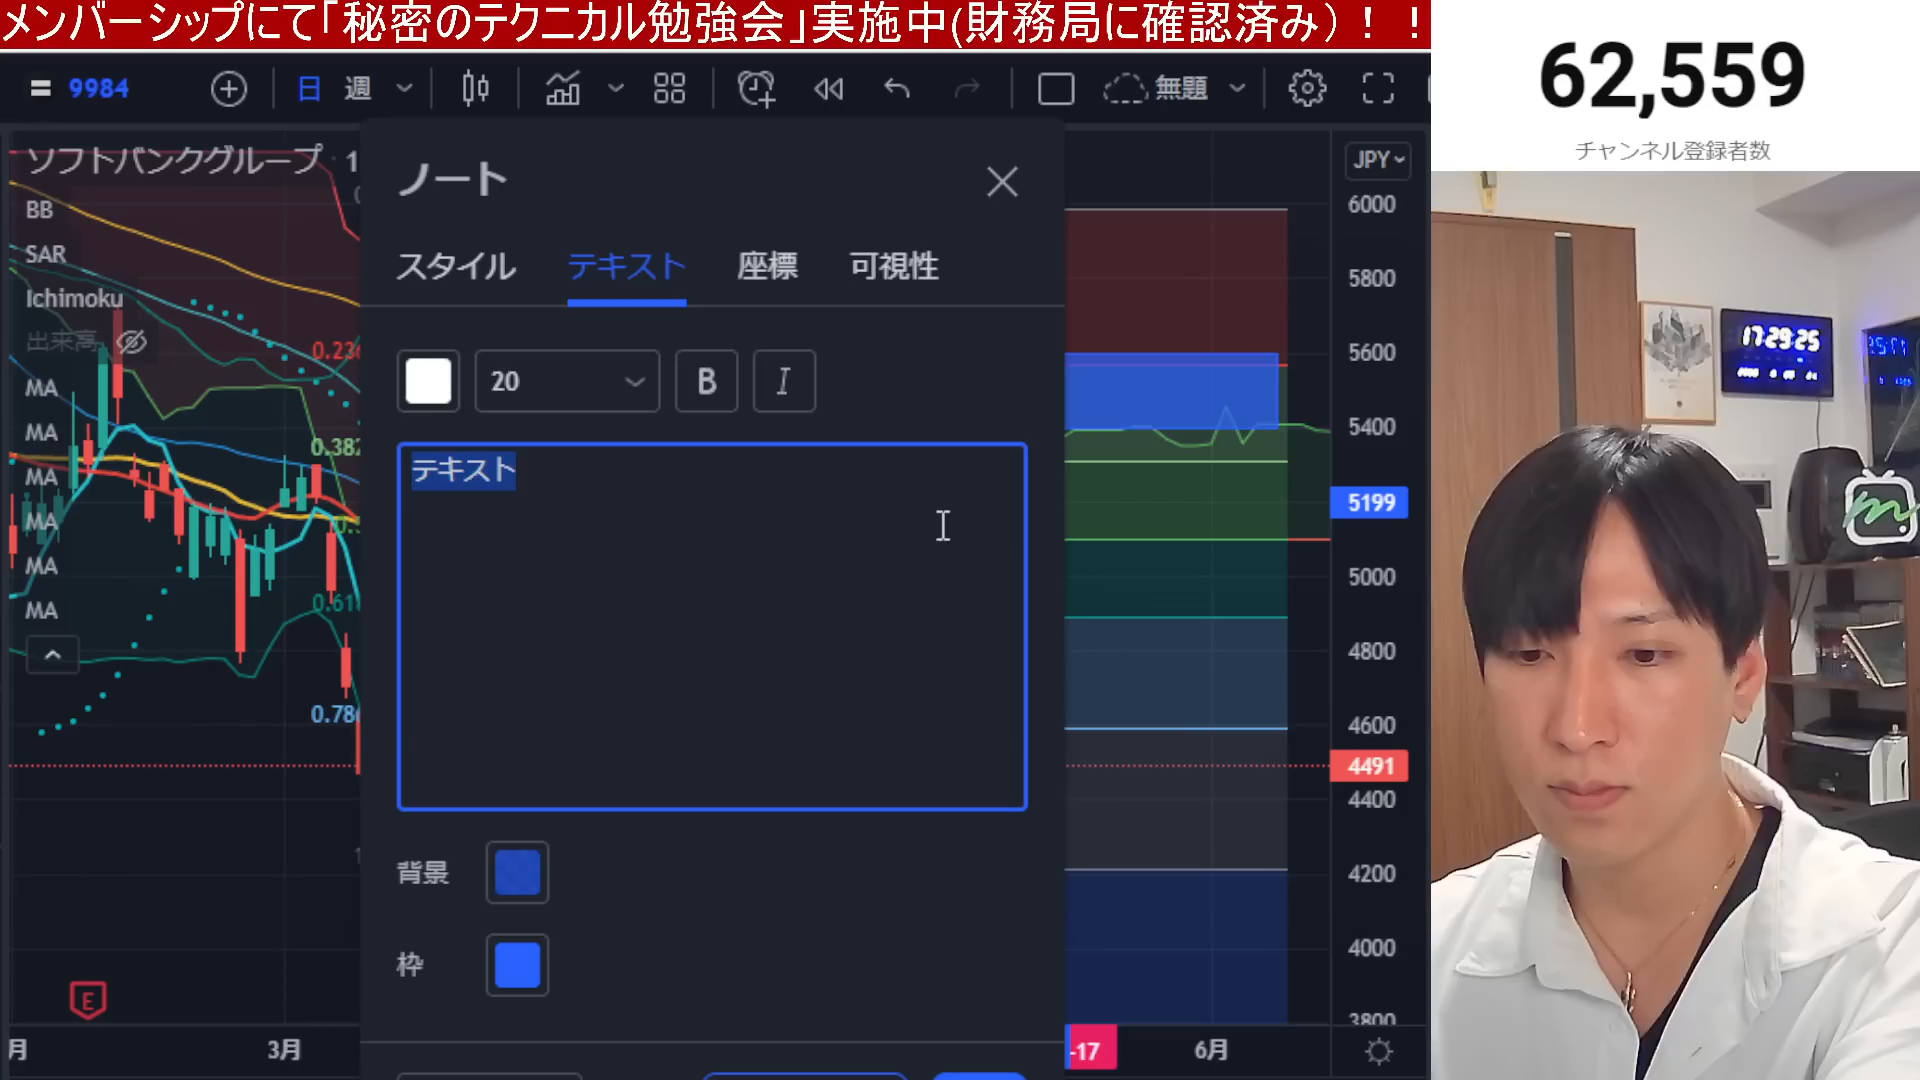 メンバーシップにて「秘密のテクニカル勉強会」実施中(財務局に確認済み）！！
62,559
チャンネル登録者数
9984
日
週
無題
ソフトバンクグループ
1
BB
SAR
Ichimoku
出来高
MA
MA
MA
MA
MA
MA
0.382
ノート
スタイル
テキスト
座標
可視性
20
B
I
テキスト
背景
枠
JPY
6000
5800
5600
5400
5199
5000
4800
4600
4491
4400
4200
4000
3800
E
月
3月
-17
6月
17:29:25